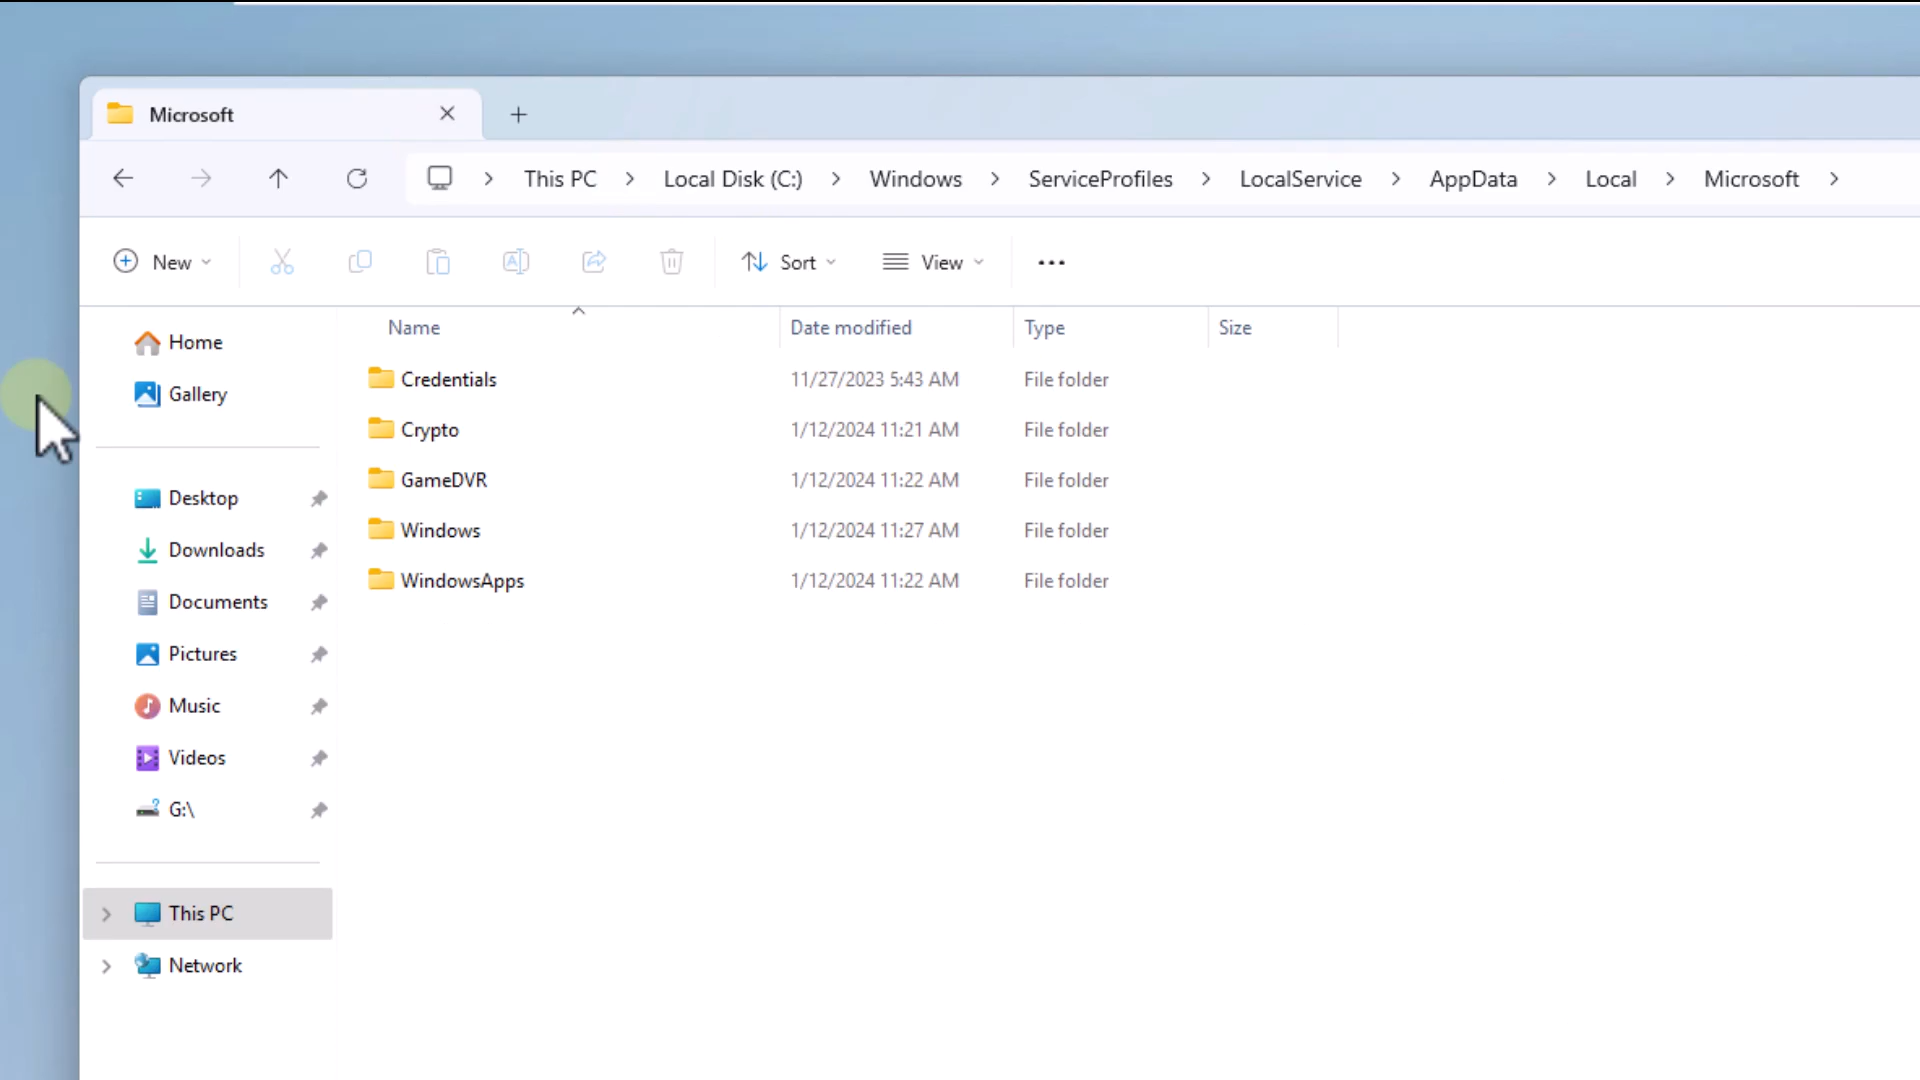 Microsoft
This PC > Local Disk (C:) > Windows > ServiceProfiles > LocalService > AppData > Local > Microsoft >
New
Sort
View
Name Date modified Type Size
Home
Gallery
Desktop
Downloads
Documents
Pictures
Music
Videos
G:\
This PC
Network
Credentials 11/27/2023 5:43 AM File folder
Crypto 1/12/2024 11:21 AM File folder
GameDVR 1/12/2024 11:22 AM File folder
Windows 1/12/2024 11:27 AM File folder
WindowsApps 1/12/2024 11:22 AM File folder